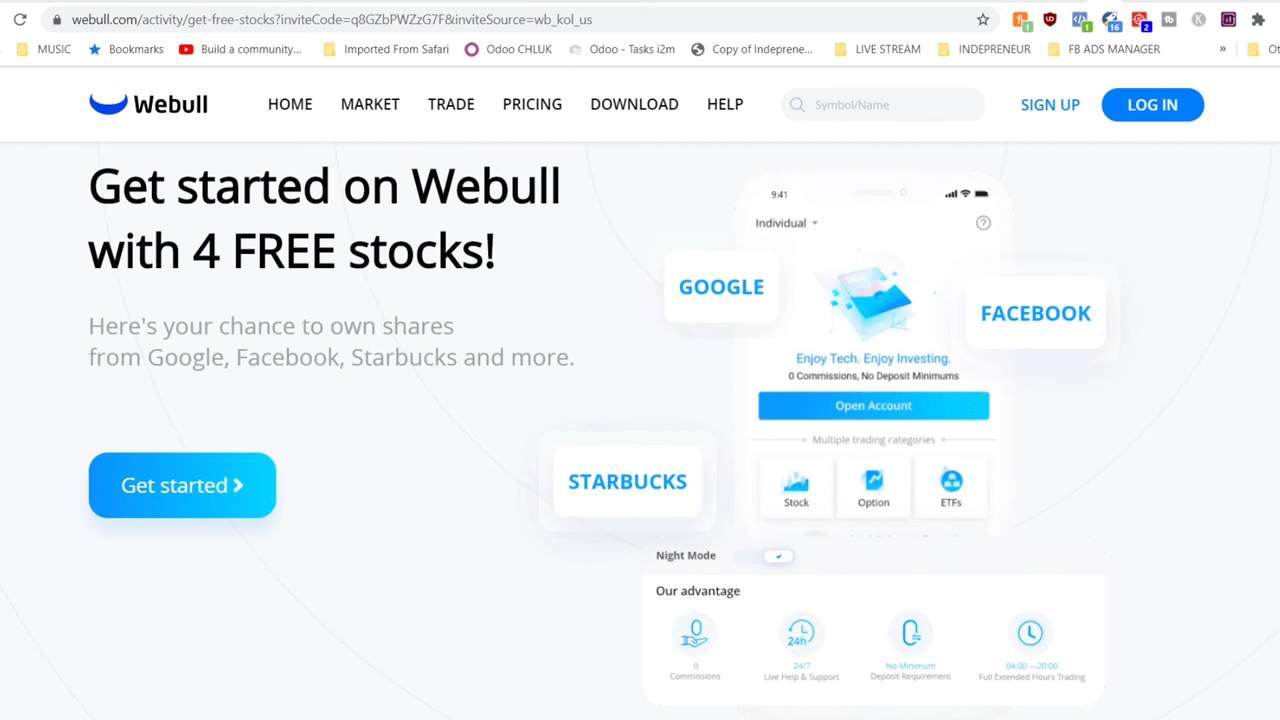 webull.com/activity/get-free-stocks?inviteCode=q8GZbPWZzG7F&inviteSource=wb_kol_us
1
1
16
2
MUSIC
Bookmarks
Build a community...
Imported From Safari
Odoo CHLUK
Odoo - Tasks i2m
Copy of Indeprene...
LIVE STREAM
INDEPRENEUR
FB ADS MANAGER
»
Webull
HOME
MARKET
TRADE
PRICING
DOWNLOAD
HELP
Symbol/Name
SIGN UP
LOG IN
Get started on Webull
with 4 FREE stocks!
Here's your chance to own shares
from Google, Facebook, Starbucks and more.
Get started >
9:41
Individual
?
GOOGLE
FACEBOOK
STARBUCKS
Enjoy Tech. Enjoy Investing.
0 Commissions, No Deposit Minimums
Open Account
Multiple trading categories
Stock
Option
ETFs
Night Mode
Our advantage
0
Commissions
24h
24/7
Live Help & Support
No Minimum
Deposit Requirement
04:00 —20:00
Full Extended Hours Trading